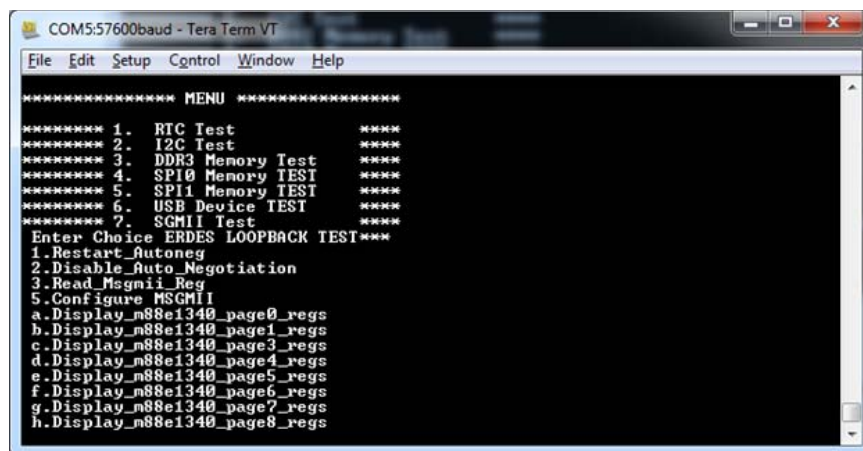 COM5:57600baud - Tera Term VT
File Edit Setup Control Window Help
*************** MENU ****************
******** 1. RTC Test ****
******** 2. I2C Test ****
******** 3. DDR3 Memory Test ****
******** 4. SPI0 Memory TEST ****
******** 5. SPI1 Memory TEST ****
******** 6. USB Device TEST ****
******** 7. SGMII Test ****
Enter Choice ERDES LOOPBACK TEST***
1.Restart_Autoneg
2.Disable_Auto_Negotiation
3.Read_Msgmii_Reg
5.Configure MSGMII
a.Display_m88e1340_page0_regs
b.Display_m88e1340_page1_regs
c.Display_m88e1340_page3_regs
d.Display_m88e1340_page4_regs
e.Display_m88e1340_page5_regs
f.Display_m88e1340_page6_regs
g.Display_m88e1340_page7_regs
h.Display_m88e1340_page8_regs